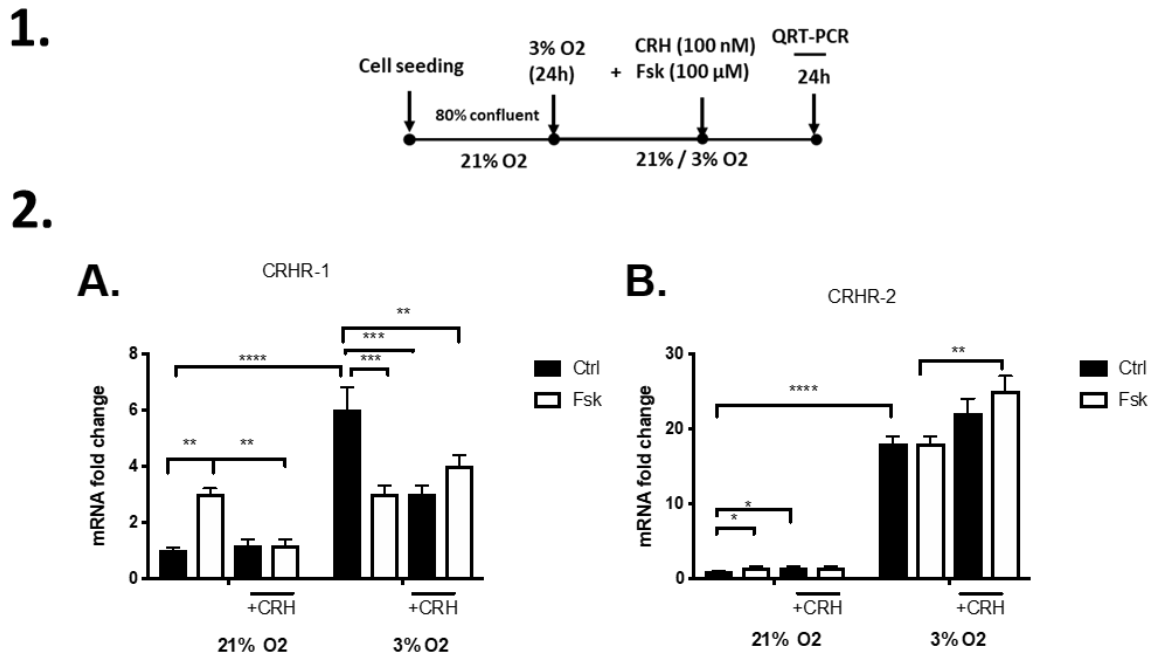 1.
Cell seeding
3% O2
(24h)
+
CRH (100 nM)
Fsk (100 µM)
QRT-PCR
24h
80% confluent
21% O2
21% / 3% O2
2.
A.
CRHR-1
mRNA fold change
8
6
4
2
0
****
**
**
**
***
***
Ctrl
Fsk
+CRH
+CRH
21% O2
3% O2
B.
CRHR-2
mRNA fold change
30
20
10
0
****
*
*
**
Ctrl
Fsk
+CRH
+CRH
21% O2
3% O2